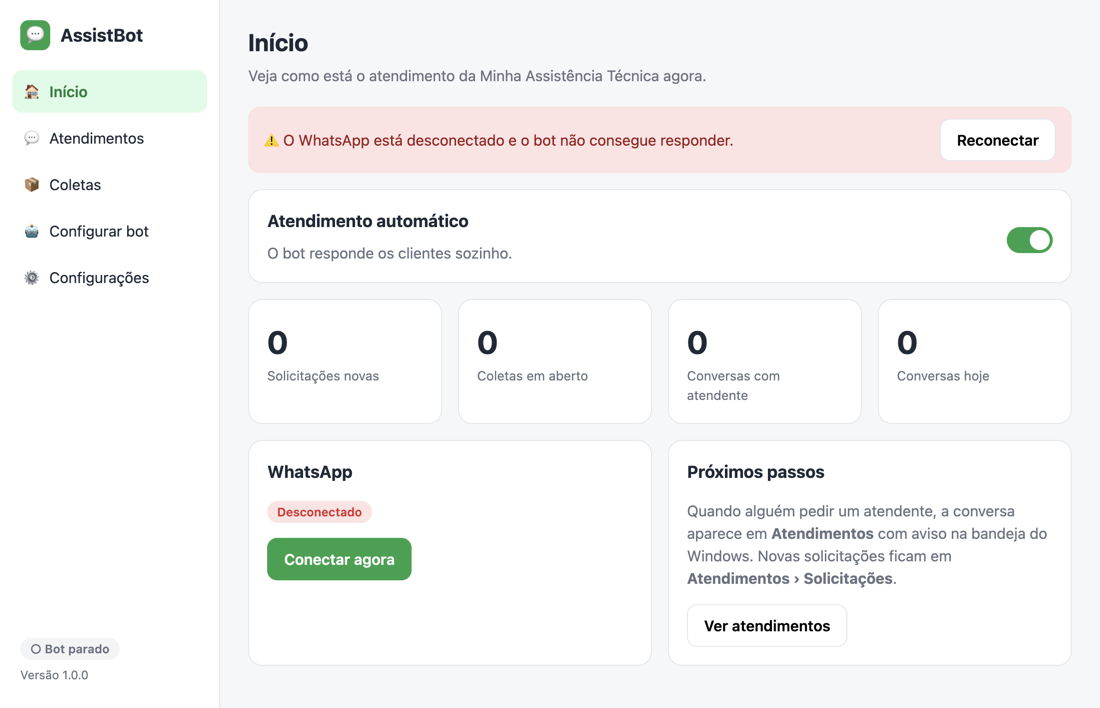 AssistBot
Início
Atendimentos
Coletas
Configurar bot
Configurações
Bot parado
Versão 1.0.0
Início
Veja como está o atendimento da Minha Assistência Técnica agora.
O WhatsApp está desconectado e o bot não consegue responder.
Reconectar
Atendimento automático
O bot responde os clientes sozinho.
0
Solicitações novas
0
Coletas em aberto
0
Conversas com
atendente
0
Conversas hoje
WhatsApp
Desconectado
Conectar agora
Próximos passos
Quando alguém pedir um atendente, a conversa
aparece em Atendimentos com aviso na bandeja do
Windows. Novas solicitações ficam em
Atendimentos › Solicitações.
Ver atendimentos